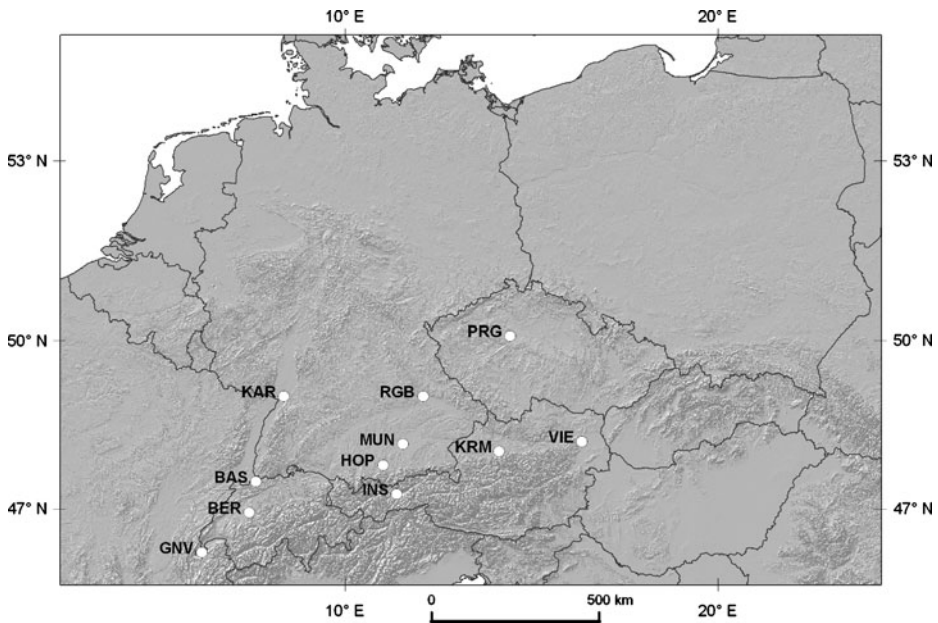 10° E 20° E
53° N 53° N
PRG
50° N 50° N
KAR RGB
MUN VIE
KRM
HOP
BAS
INS
BER
47° N 47° N
GNV
10° E 0 500 km 20° E